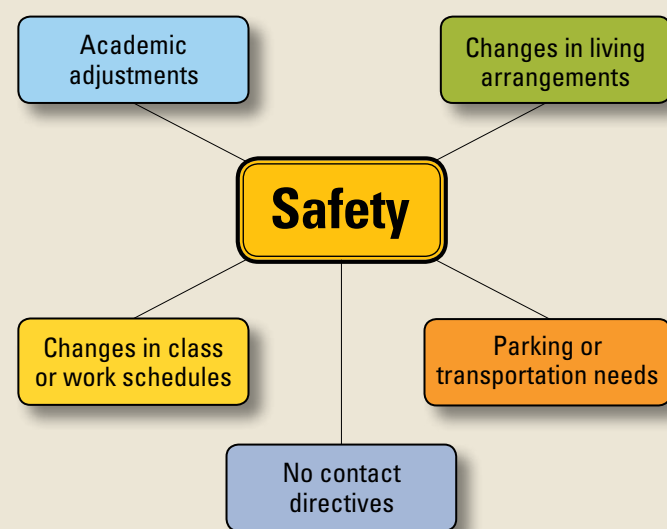 Academic
adjustments
Changes in living
arrangements
Safety
Changes in class
or work schedules
Parking or
transportation needs
No contact
directives